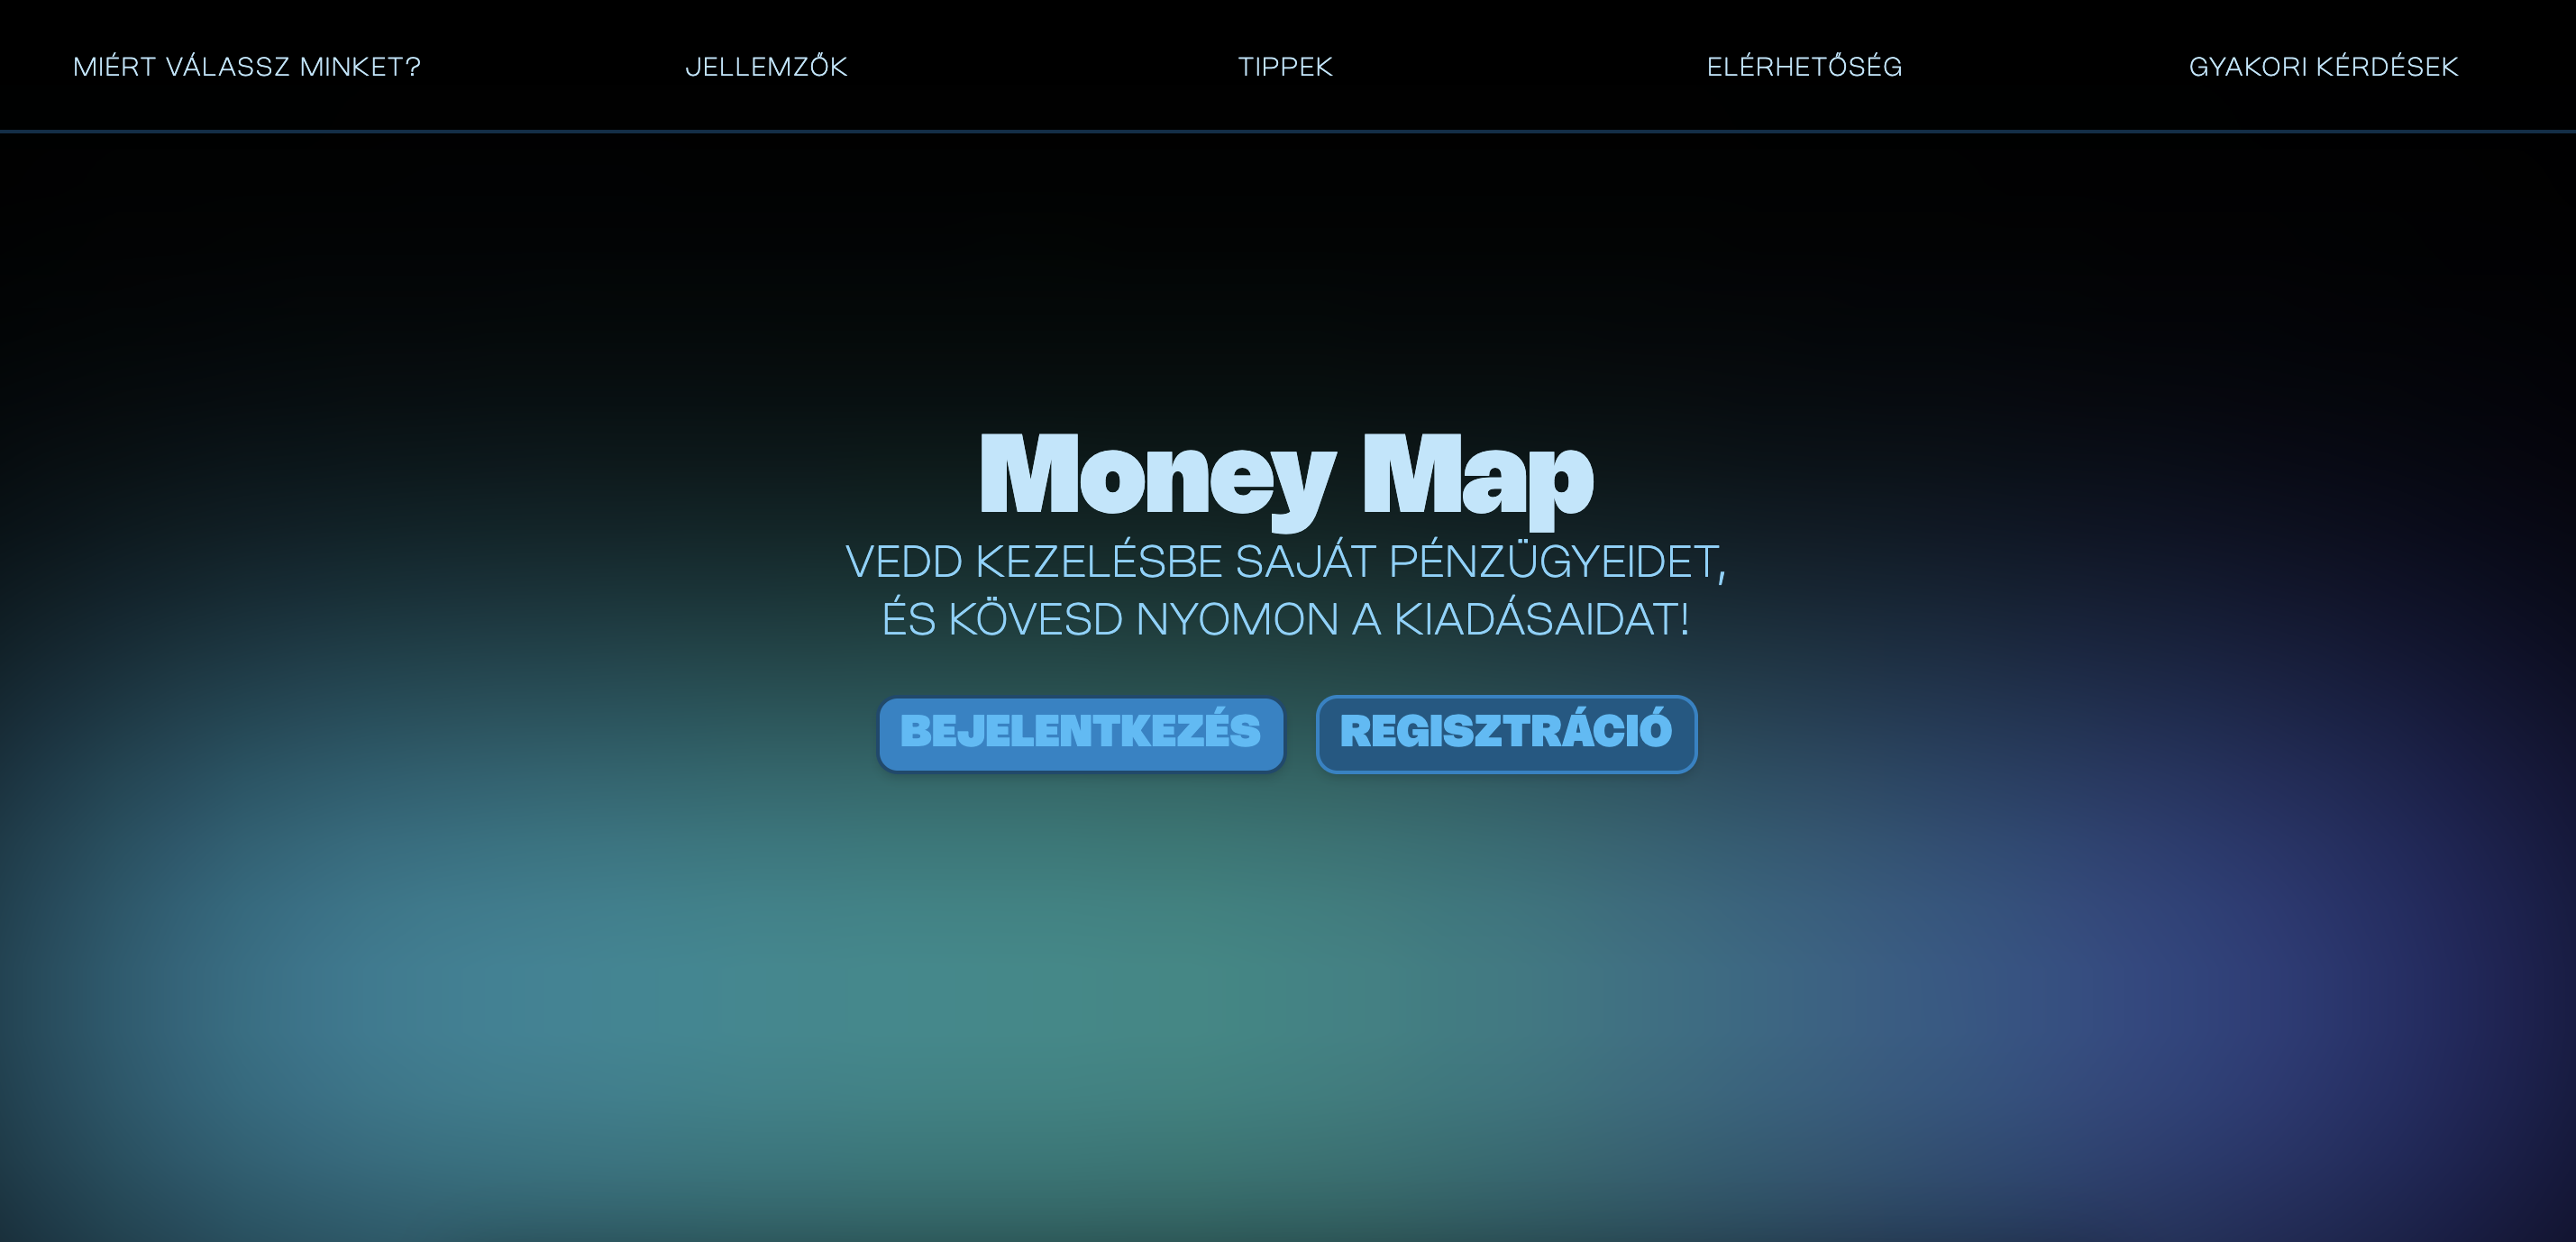 MIÉRT VÁLASSZ MINKET?
JELLEMZŐK
TIPPEK
ELÉRHETŐSÉG
GYAKORI KÉRDÉSEK
Money Map
VEDD KEZELÉSBE SAJÁT PÉNZÜGYEIDET,
ÉS KÖVESD NYOMON A KIADÁSAIDAT!
BEJELENTKEZÉS
REGISZTRÁCIÓ